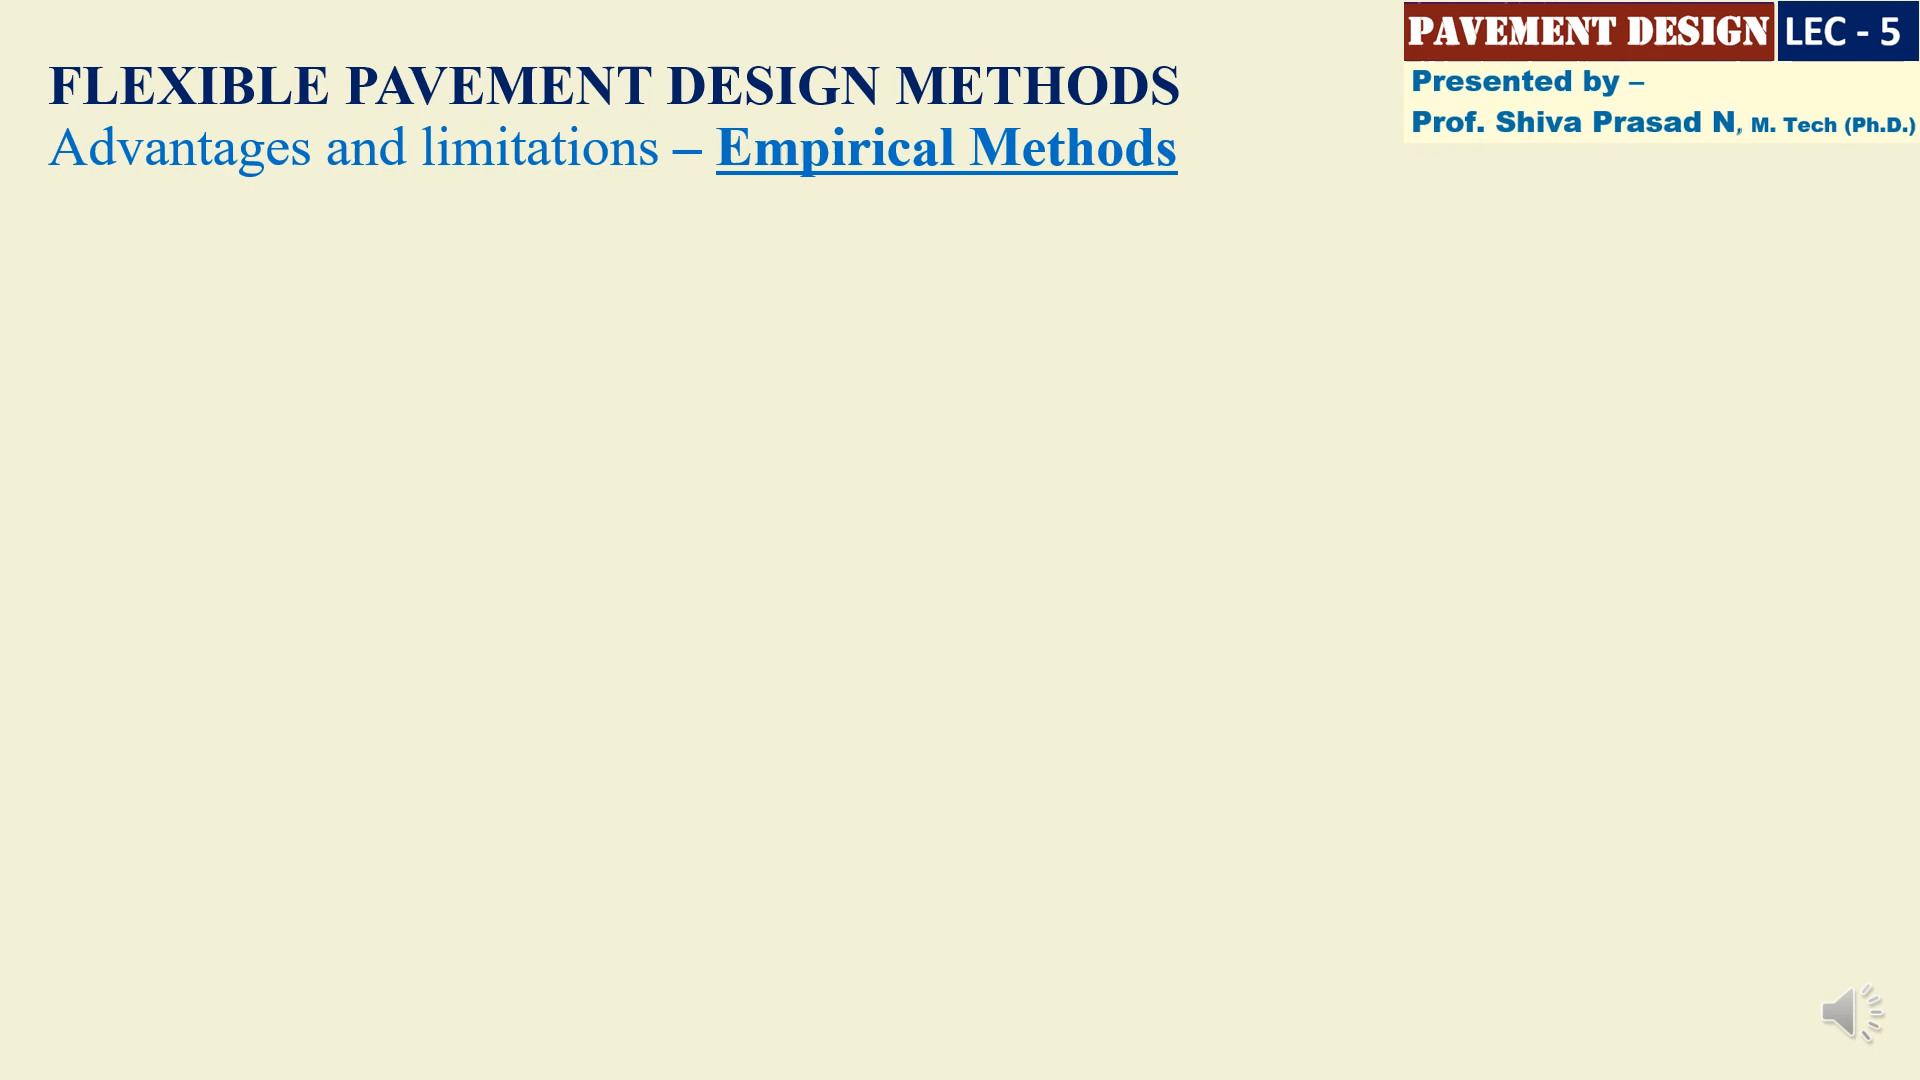 PAVEMENT DESIGN LEC - 5
Presented by –
Prof. Shiva Prasad N, M. Tech (Ph.D.)
FLEXIBLE PAVEMENT DESIGN METHODS
Advantages and limitations – Empirical Methods